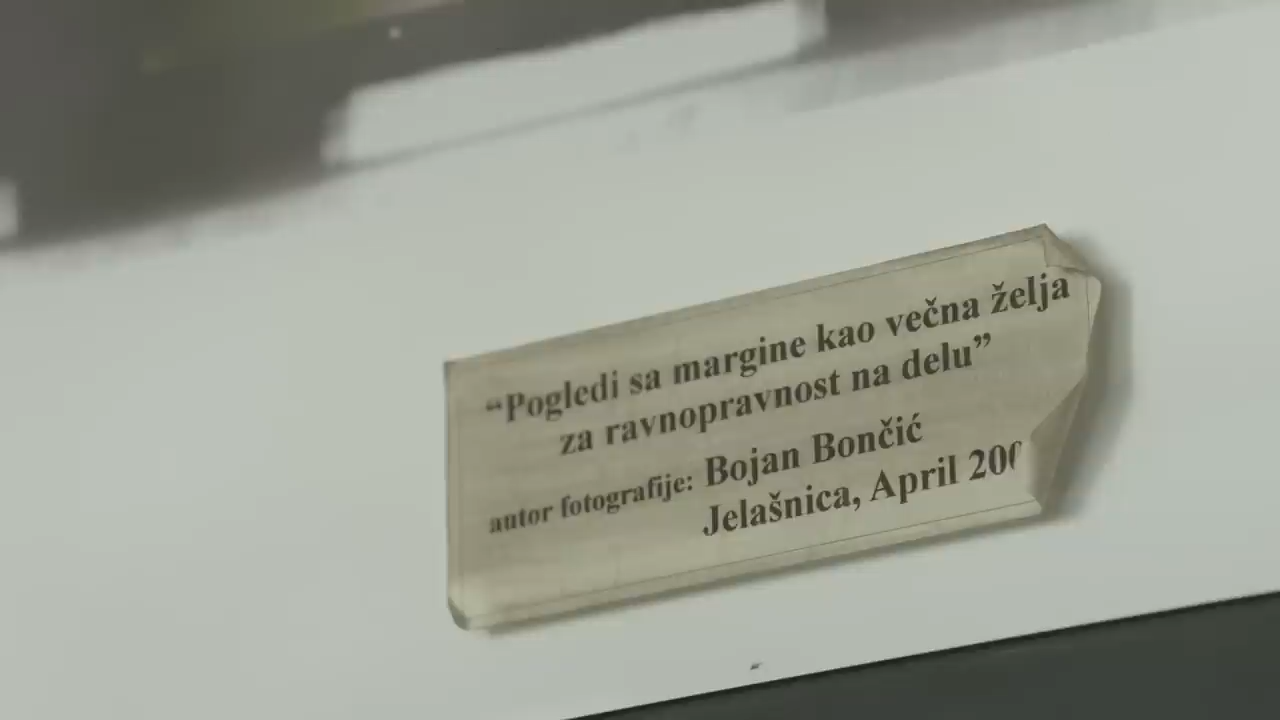 “Pogledi sa margine kao večna želja
za ravnopravnost na delu”
autor fotografije: Bojan Bončić
Jelašnica, April